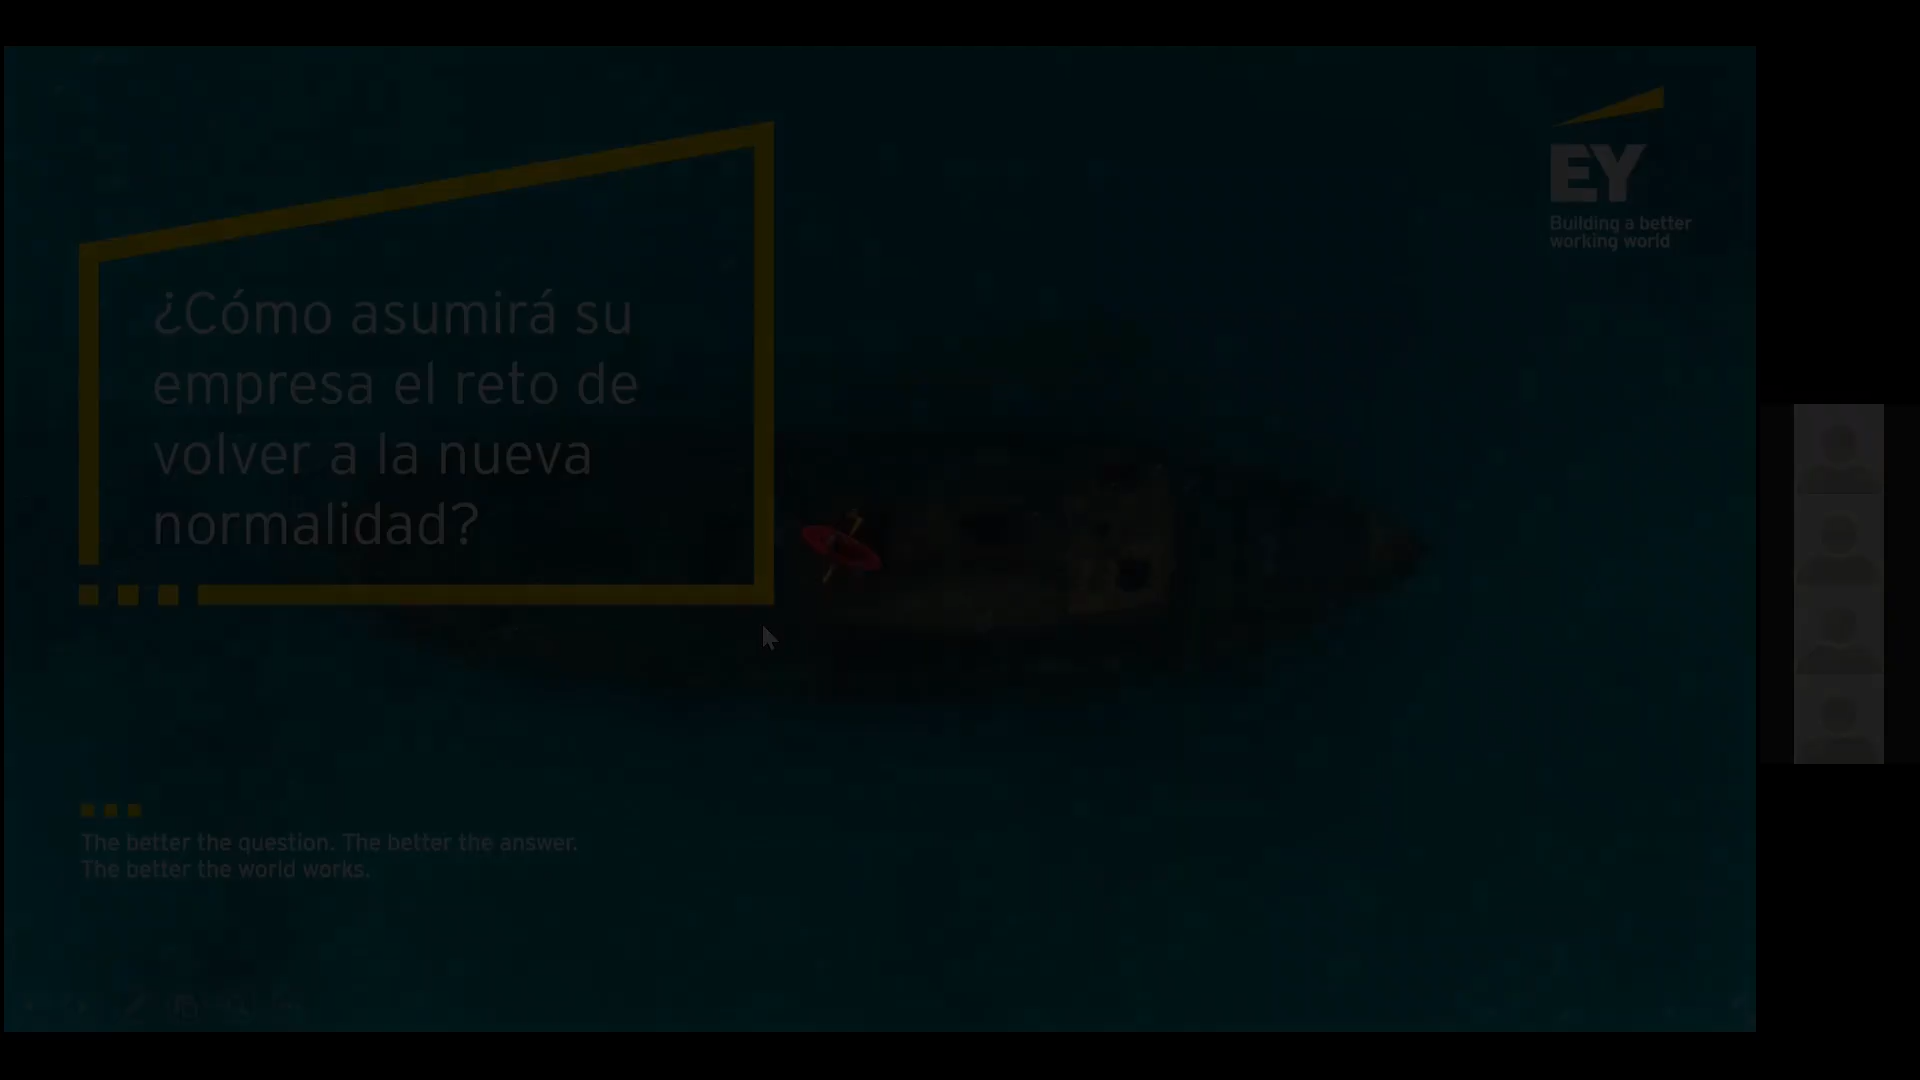 EY
Building a better
working world
¿Cómo asumirá su
empresa el reto de
volver a la nueva
normalidad?
The better the question. The better the answer.
The better the world works.